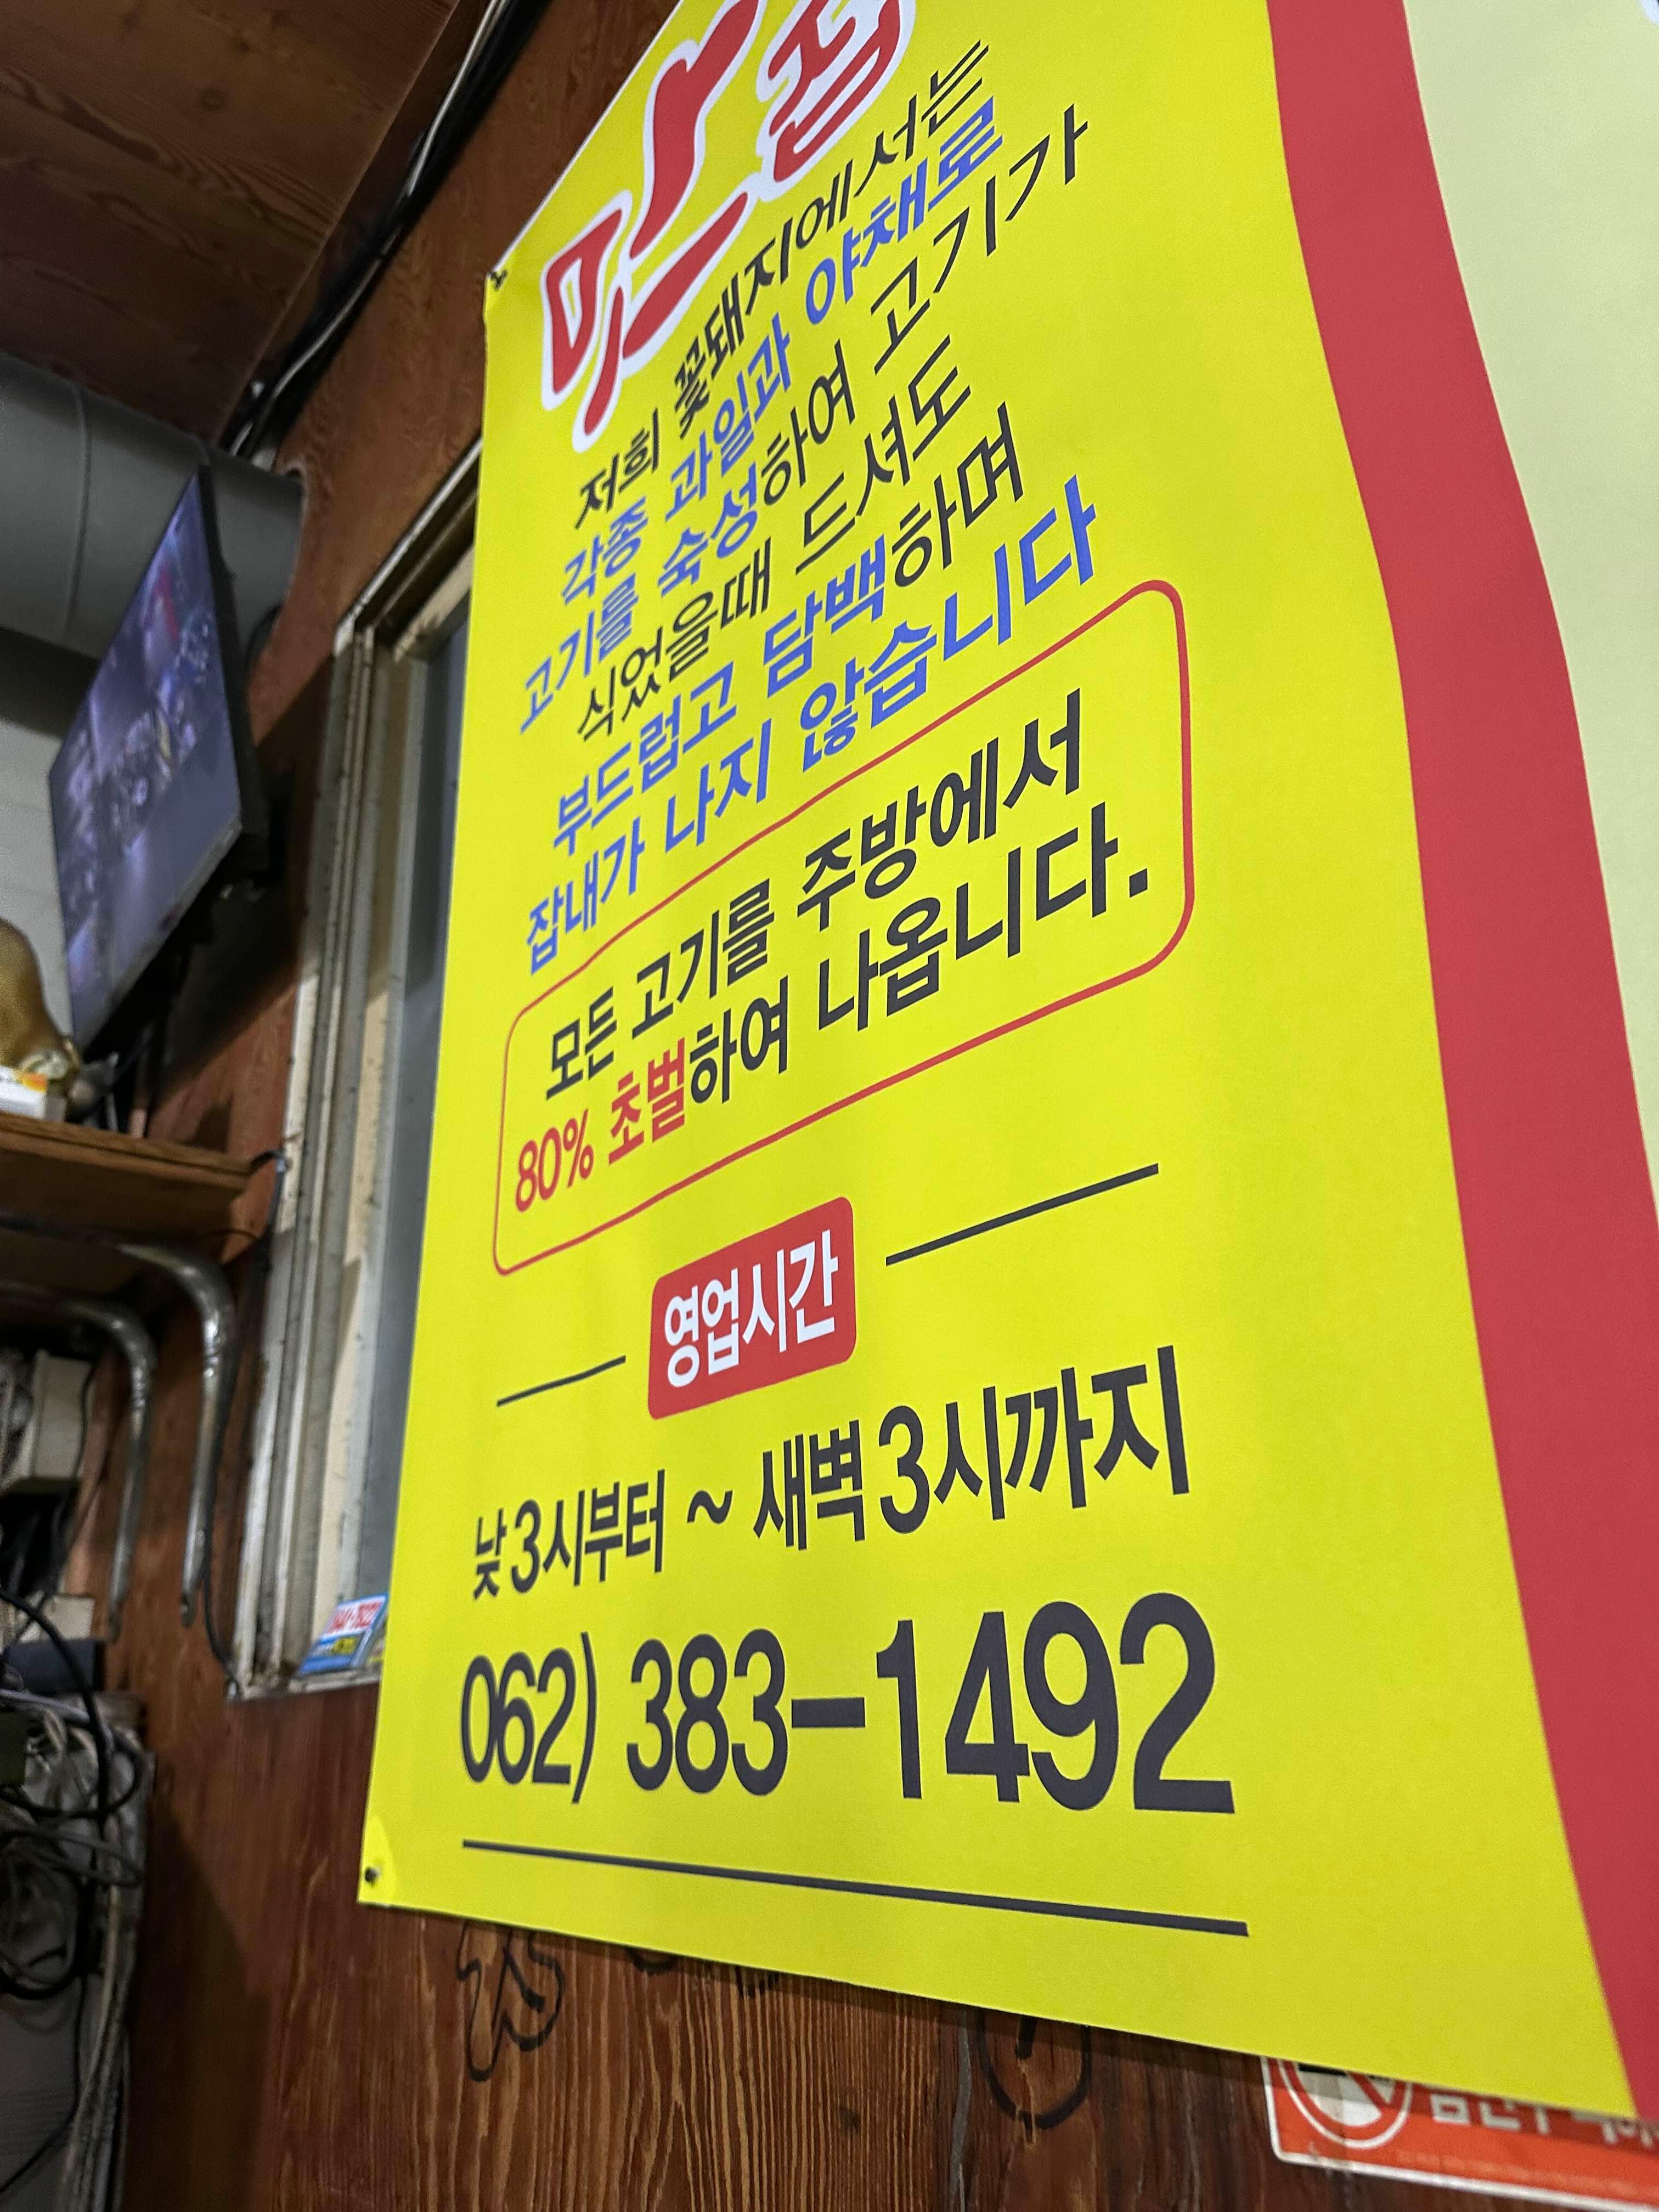 맛집
저희 꽃돼지에서는
각종 과일과 야채로
고기를 숙성하여 고기가
식었을때 드셔도
부드럽고 담백하며
잡내가 나지 않습니다
모든 고기를 주방에서
80% 초벌하여 나옵니다.
영업시간
낮3시부터 ~ 새벽3시까지
062) 383-1492